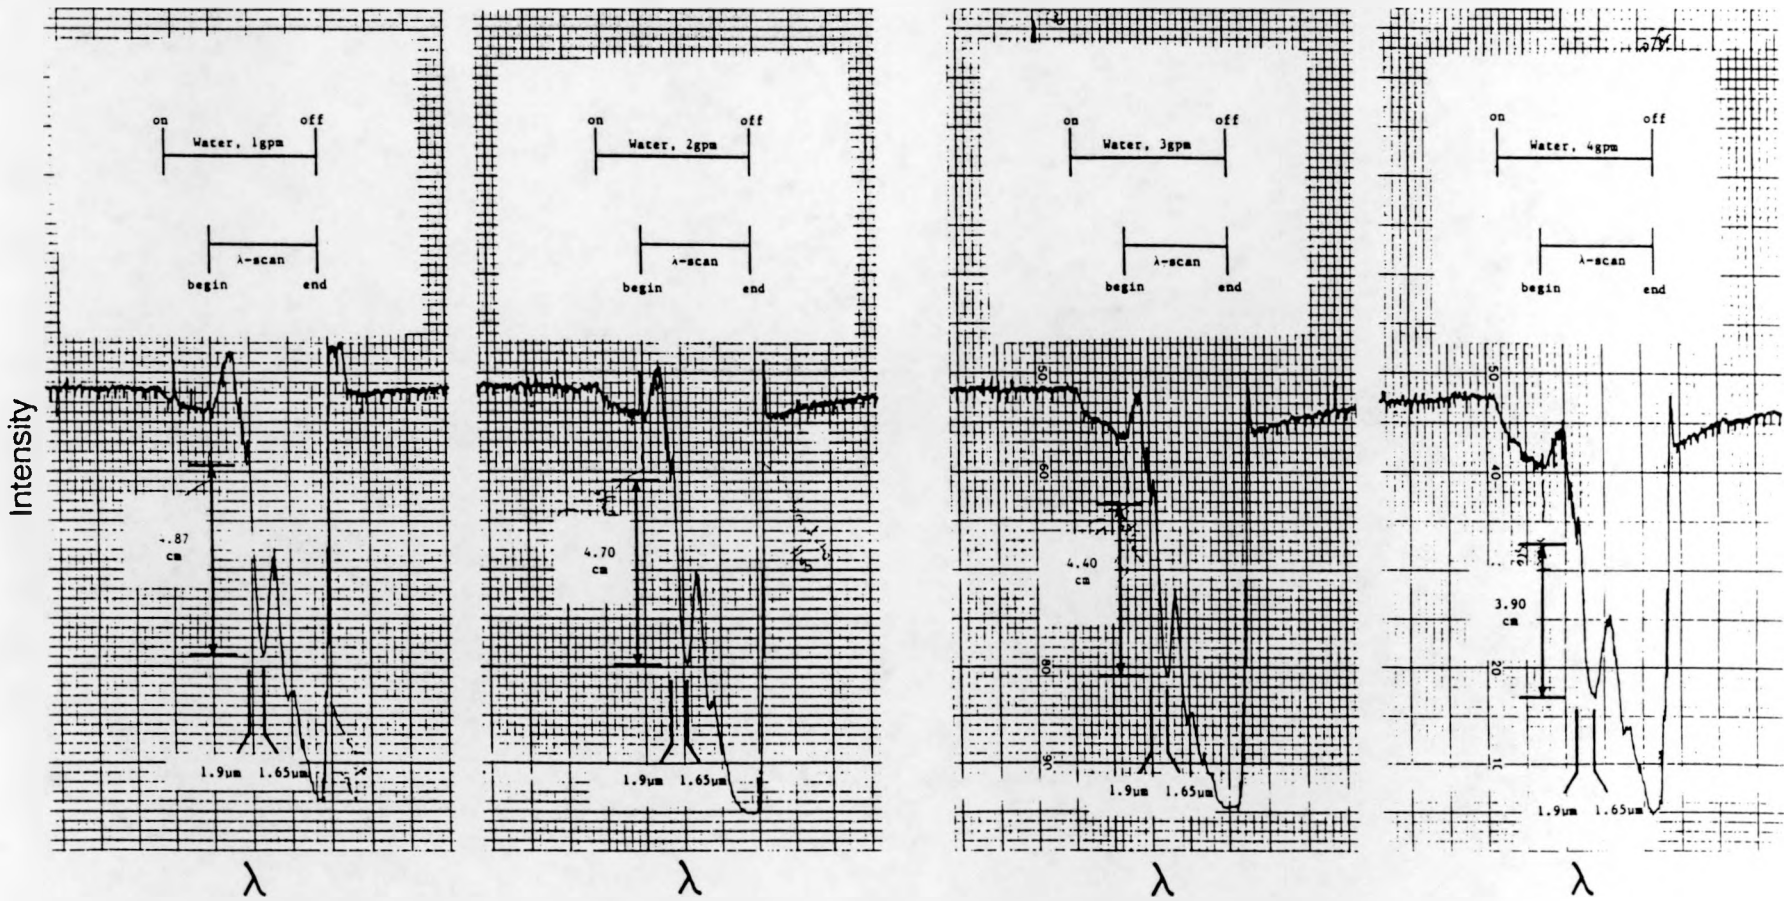 Intensity
on off
Water, 1gpm
λ-scan
begin end
4.87
cm
1.9μm 1.65μm
λ
on off
Water, 2gpm
λ-scan
begin end
4.70
cm
1.9μm 1.65μm
λ
on off
Water, 3gpm
λ-scan
begin end
50
60
4.40
cm
80
90
1.9μm 1.65μm
λ
on off
Water, 4gpm
λ-scan
begin end
50
40
3.90
cm
20
10
1.9μm 1.65μm
λ